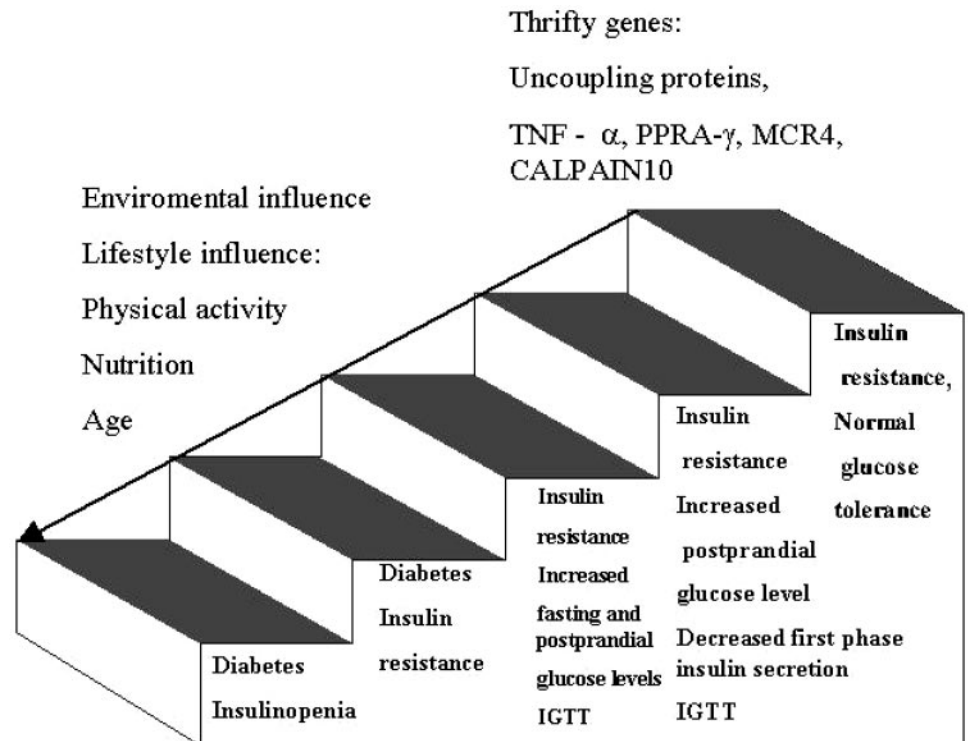 Thrifty genes:
Uncoupling proteins,
TNF - α, PPRA-γ, MCR4,
CALPAIN10
Enviromental influence
Lifestyle influence:
Physical activity
Nutrition
Age
Insulin
resistance,
Normal
glucose
tolerance
Insulin
resistance
Increased
postprandial
glucose level
Decreased first phase
insulin secretion
IGTT
Insulin
resistance
Increased
fasting and
postprandial
glucose levels
IGTT
Diabetes
Insulin
resistance
Diabetes
Insulinopenia